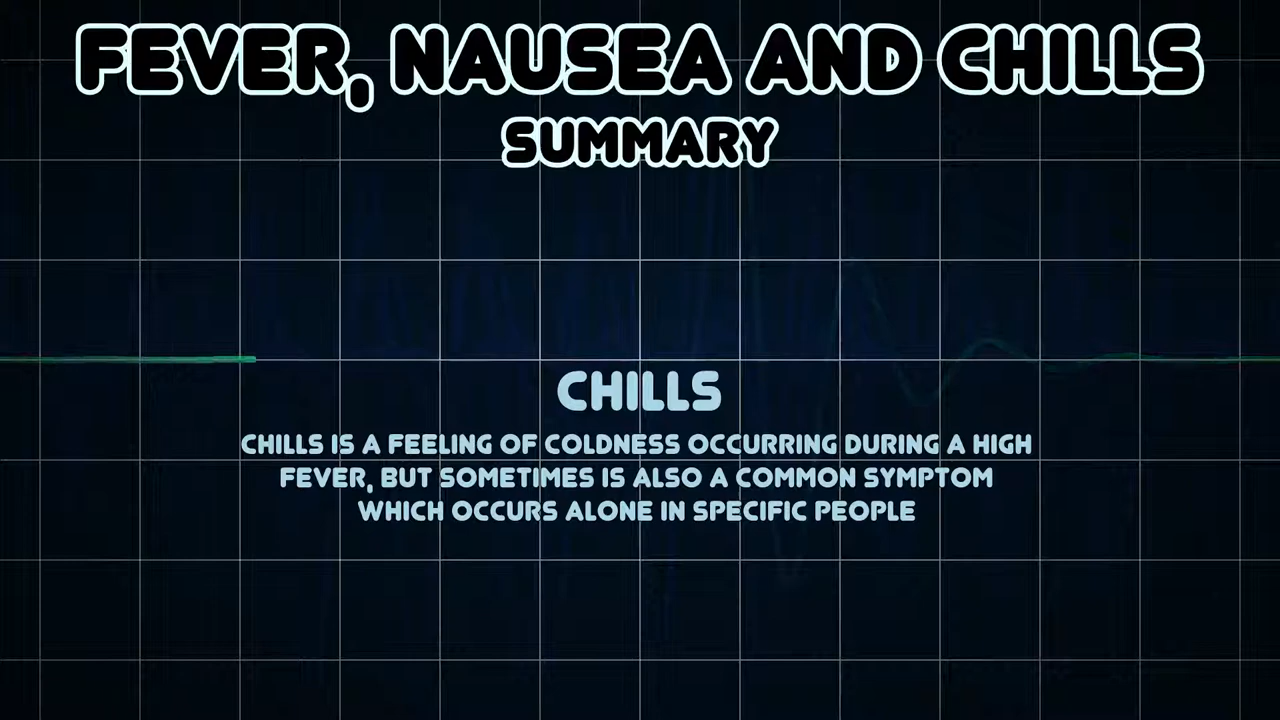 FEVER, NAUSEA AND CHILLS
SUMMARY
CHILLS
CHILLS IS A FEELING OF COLDNESS OCCURRING DURING A HIGH
FEVER, BUT SOMETIMES IS ALSO A COMMON SYMPTOM
WHICH OCCURS ALONE IN SPECIFIC PEOPLE